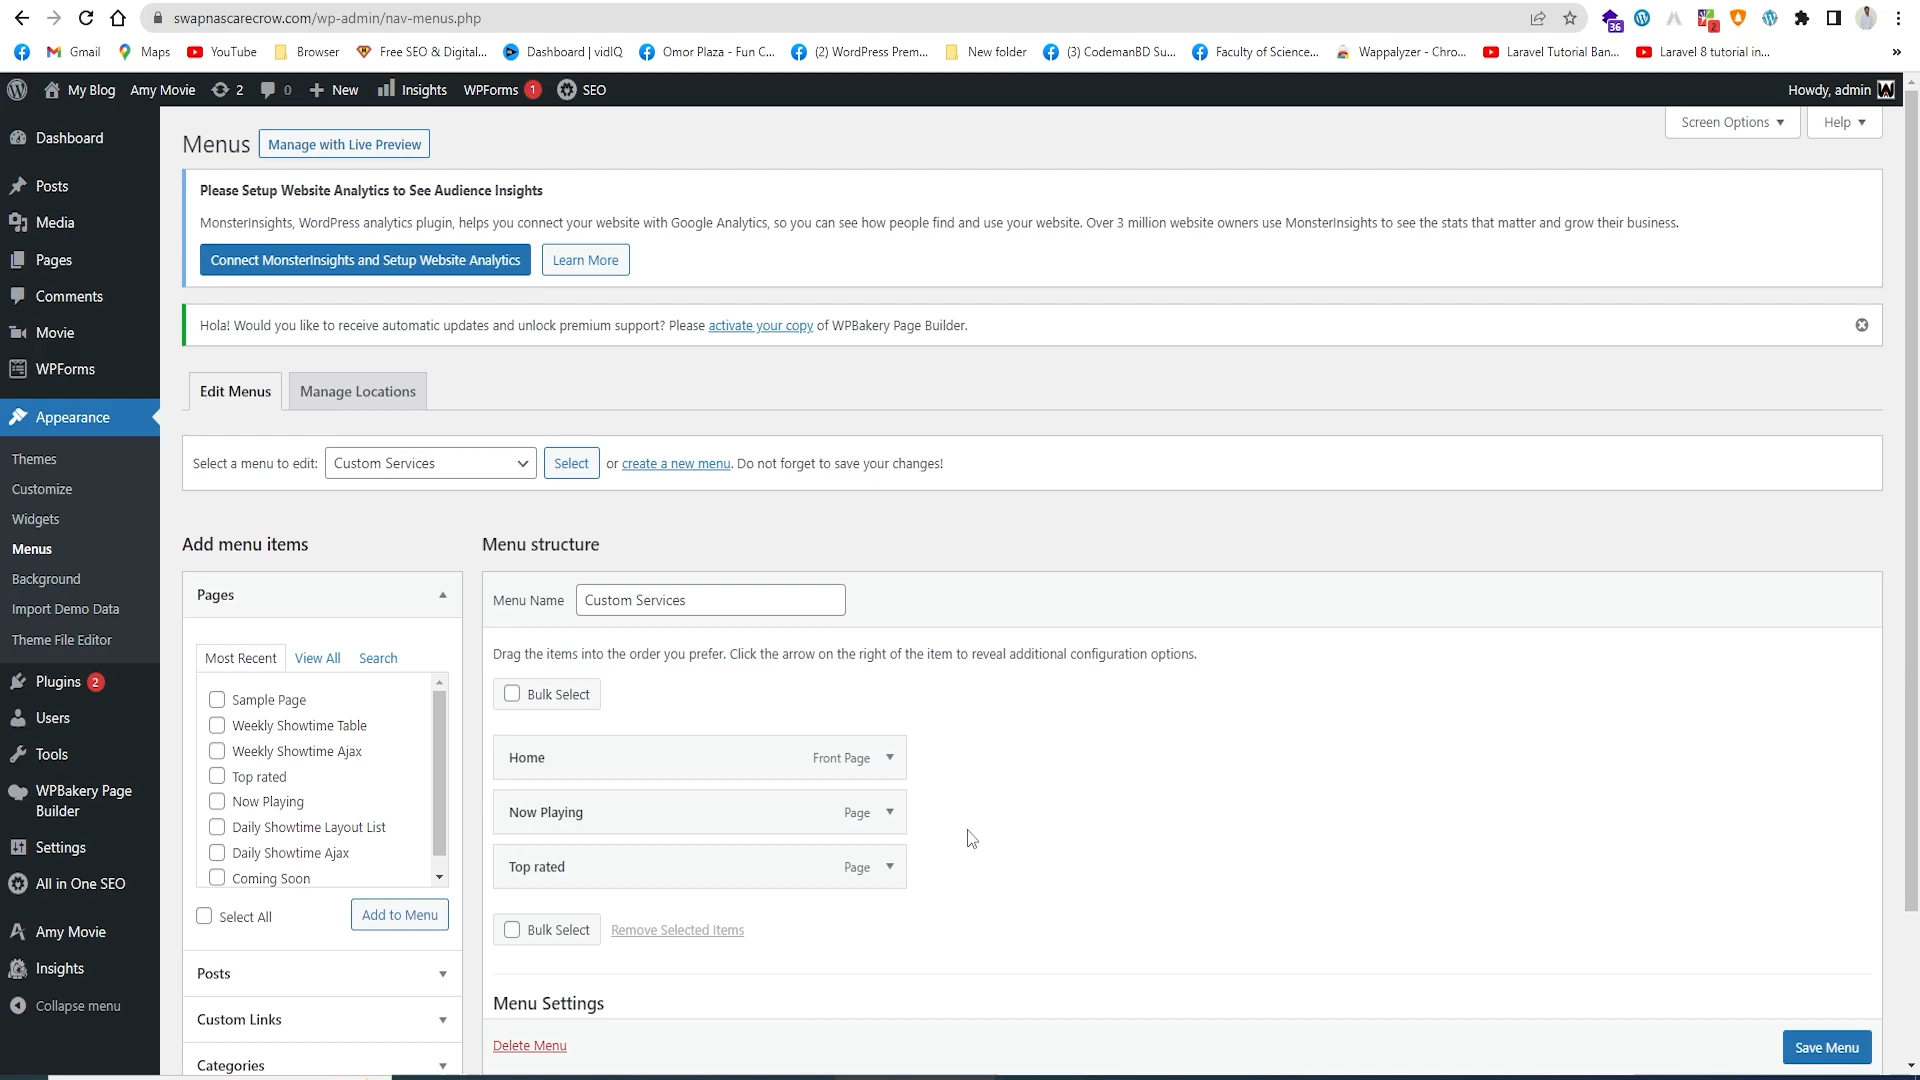 swapnascarecrow.com/wp-admin/nav-menus.php
36
2
Gmail
Maps
YouTube
Browser
Free SEO & Digital...
Dashboard | vidIQ
Omor Plaza - Fun C...
(2) WordPress Prem...
New folder
(3) CodemanBD Su...
Faculty of Science...
Wappalyzer - Chro...
Laravel Tutorial Ban...
Laravel 8 tutorial in...
»
My Blog
Amy Movie
2
0
New
Insights
WPForms 1
SEO
Howdy, admin
Dashboard
Posts
Media
Pages
Comments
Movie
WPForms
Appearance
Themes
Customize
Widgets
Menus
Background
Import Demo Data
Theme File Editor
Plugins 2
Users
Tools
WPBakery Page
Builder
Settings
All in One SEO
Amy Movie
Insights
Collapse menu
Screen Options
Help
Menus
Manage with Live Preview
Please Setup Website Analytics to See Audience Insights
MonsterInsights, WordPress analytics plugin, helps you connect your website with Google Analytics, so you can see how people find and use your website. Over 3 million website owners use MonsterInsights to see the stats that matter and grow their business.
Connect MonsterInsights and Setup Website Analytics
Learn More
Hola! Would you like to receive automatic updates and unlock premium support? Please activate your copy of WPBakery Page Builder.
Edit Menus
Manage Locations
Select a menu to edit: Custom Services Select or create a new menu. Do not forget to save your changes!
Add menu items
Pages
Most Recent
View All
Search
Sample Page
Weekly Showtime Table
Weekly Showtime Ajax
Top rated
Now Playing
Daily Showtime Layout List
Daily Showtime Ajax
Coming Soon
Select All
Add to Menu
Posts
Custom Links
Categories
Menu structure
Menu Name Custom Services
Drag the items into the order you prefer. Click the arrow on the right of the item to reveal additional configuration options.
Bulk Select
Home Front Page
Now Playing Page
Top rated Page
Bulk Select Remove Selected Items
Menu Settings
Delete Menu
Save Menu